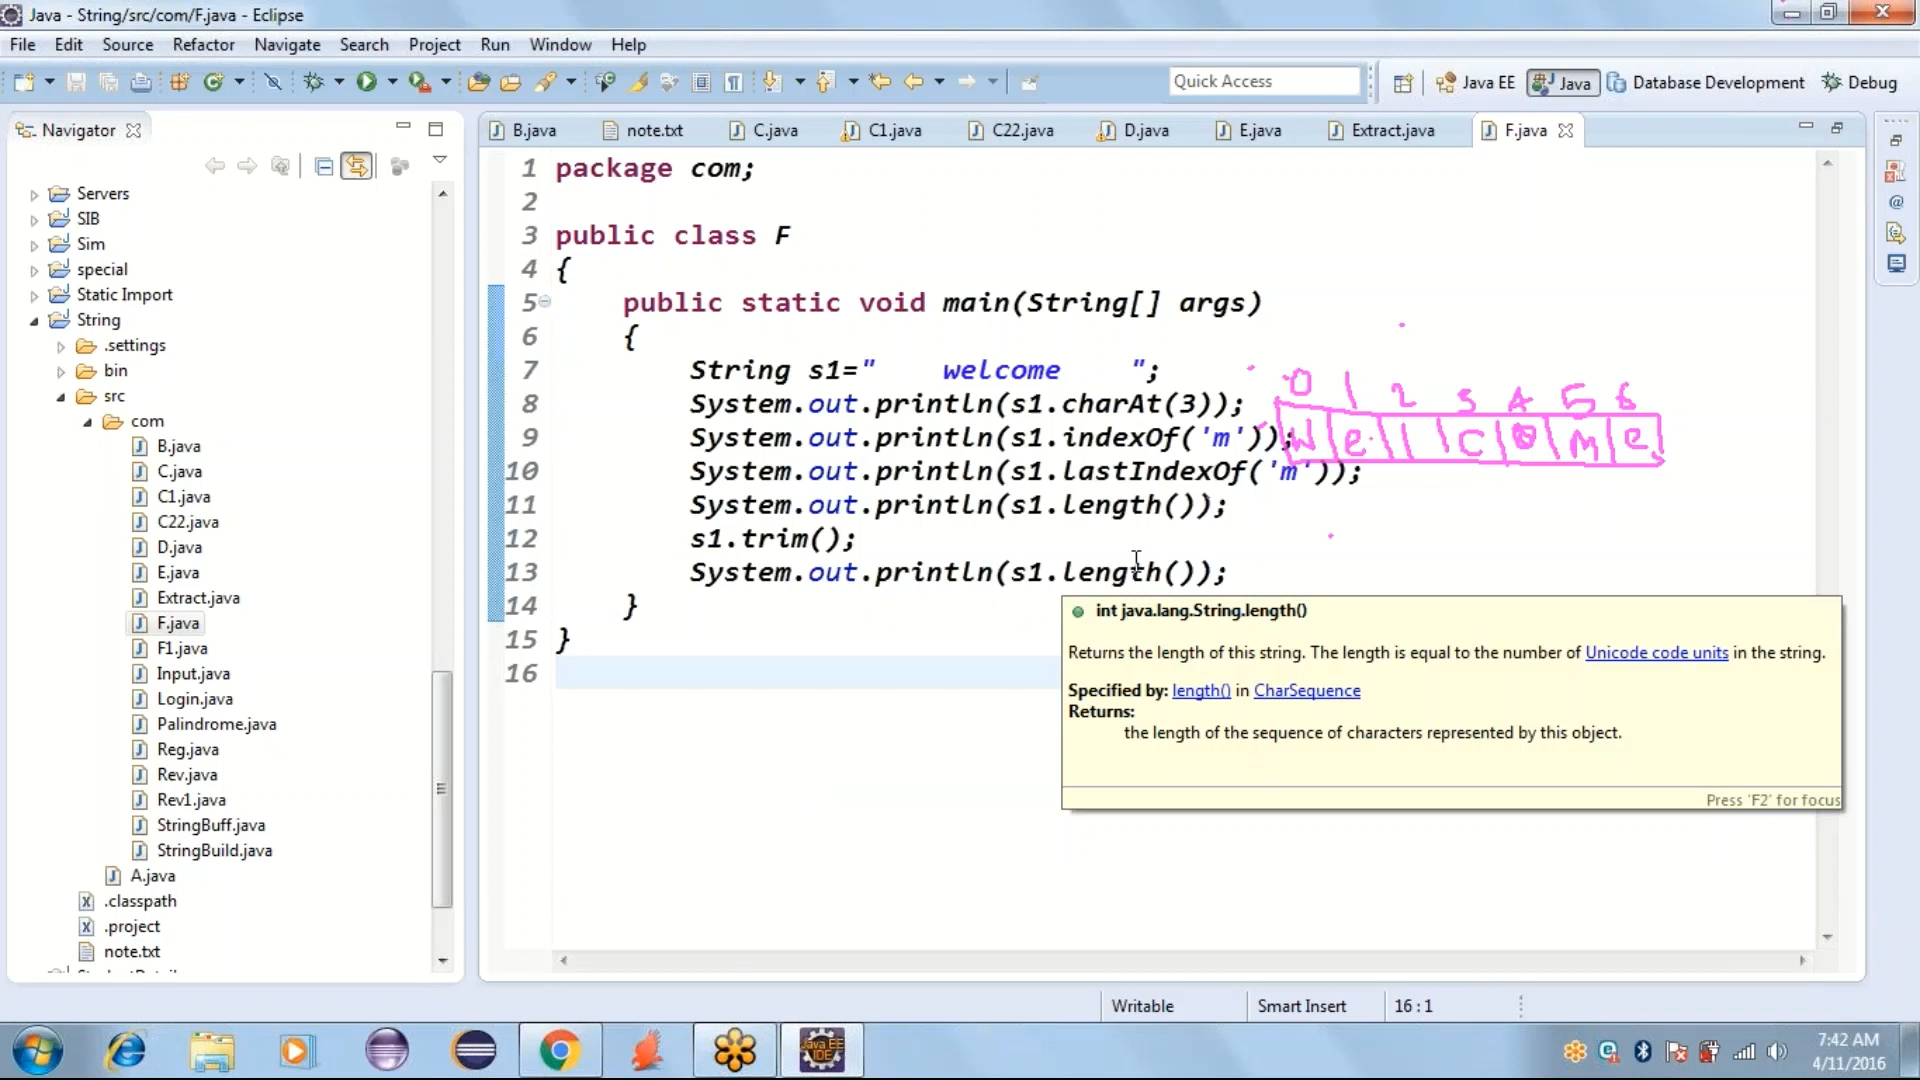 Java - String/src/com/F.java - Eclipse
File Edit Source Refactor Navigate Search Project Run Window Help
Quick Access
Java EE
Java
Database Development
Debug
Navigator
B.java
note.txt
C.java
C1.java
C22.java
D.java
E.java
Extract.java
F.java
Servers
SIB
Sim
special
Static Import
String
.settings
bin
src
com
B.java
C.java
C1.java
C22.java
D.java
E.java
Extract.java
F.java
F1.java
Input.java
Login.java
Palindrome.java
Reg.java
Rev.java
Rev1.java
StringBuff.java
StringBuild.java
A.java
.classpath
.project
note.txt
1 package com;
2
3 public class F
4 {
5     public static void main(String[] args)
6     {
7         String s1="    welcome    ";
8         System.out.println(s1.charAt(3));
9         System.out.println(s1.indexOf('m'));
10         System.out.println(s1.lastIndexOf('m'));
11         System.out.println(s1.length());
12         s1.trim();
13         System.out.println(s1.length());
14     }
15 }
16
0 1 2 3 4 5 6
W e l c o m e
int java.lang.String.length()
Returns the length of this string. The length is equal to the number of Unicode code units in the string.
Specified by: length() in CharSequence
Returns:
the length of the sequence of characters represented by this object.
Press 'F2' for focus
Writable
Smart Insert
16 : 1
Java EE
IDE
7:42 AM
4/11/2016